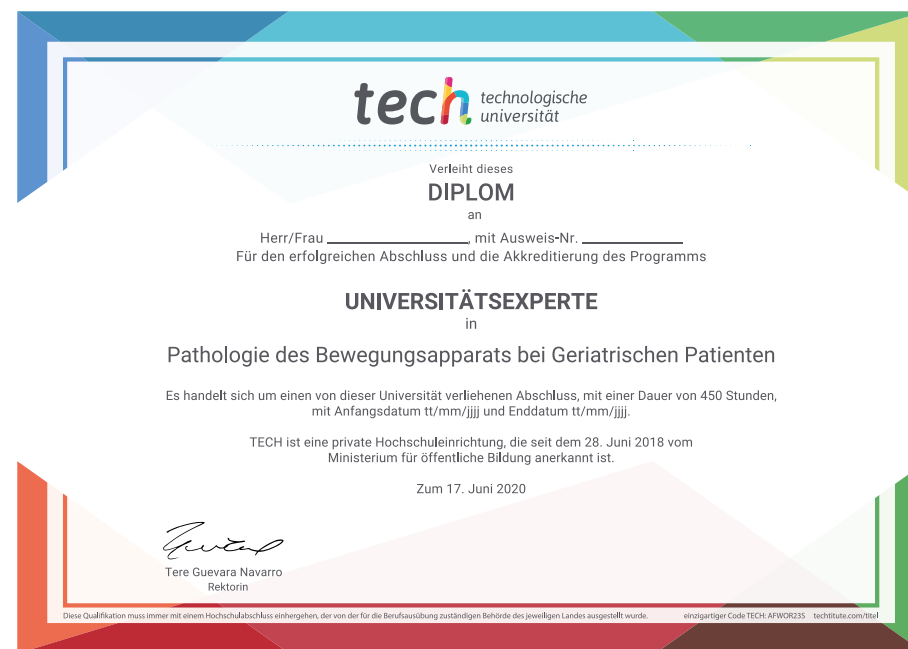 tech technologische
universität
Verleiht dieses
DIPLOM
an
Herr/Frau ____________________, mit Ausweis-Nr. ______________
Für den erfolgreichen Abschluss und die Akkreditierung des Programms
UNIVERSITÄTSEXPERTE
in
Pathologie des Bewegungsapparats bei Geriatrischen Patienten
Es handelt sich um einen von dieser Universität verliehenen Abschluss, mit einer Dauer von 450 Stunden,
mit Anfangsdatum tt/mm/jjjj und Enddatum tt/mm/jjjj.
TECH ist eine private Hochschuleinrichtung, die seit dem 28. Juni 2018 vom
Ministerium für öffentliche Bildung anerkannt ist.
Zum 17. Juni 2020
Tere Guevara Navarro
Rektorin
Diese Qualifikation muss immer mit einem Hochschulabschluss einhergehen, der von der für die Berufsausübung zuständigen Behörde des jeweiligen Landes ausgestellt wurde. einzigartiger Code TECH: AFWOR235 techtitute.com/titel